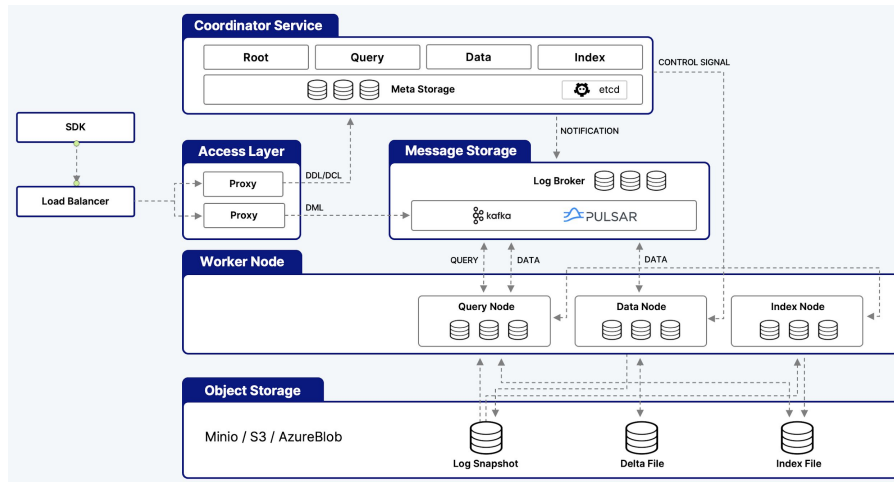 Coordinator Service
Root
Query
Data
Index
CONTROL SIGNAL
Meta Storage
etcd
SDK
NOTIFICATION
Access Layer
Message Storage
DDL/DCL
Log Broker
Proxy
Load Balancer
Proxy
DML
kafka
PULSAR
Worker Node
QUERY
DATA
DATA
Query Node
Data Node
Index Node
Object Storage
Minio / S3 / AzureBlob
Log Snapshot
Delta File
Index File